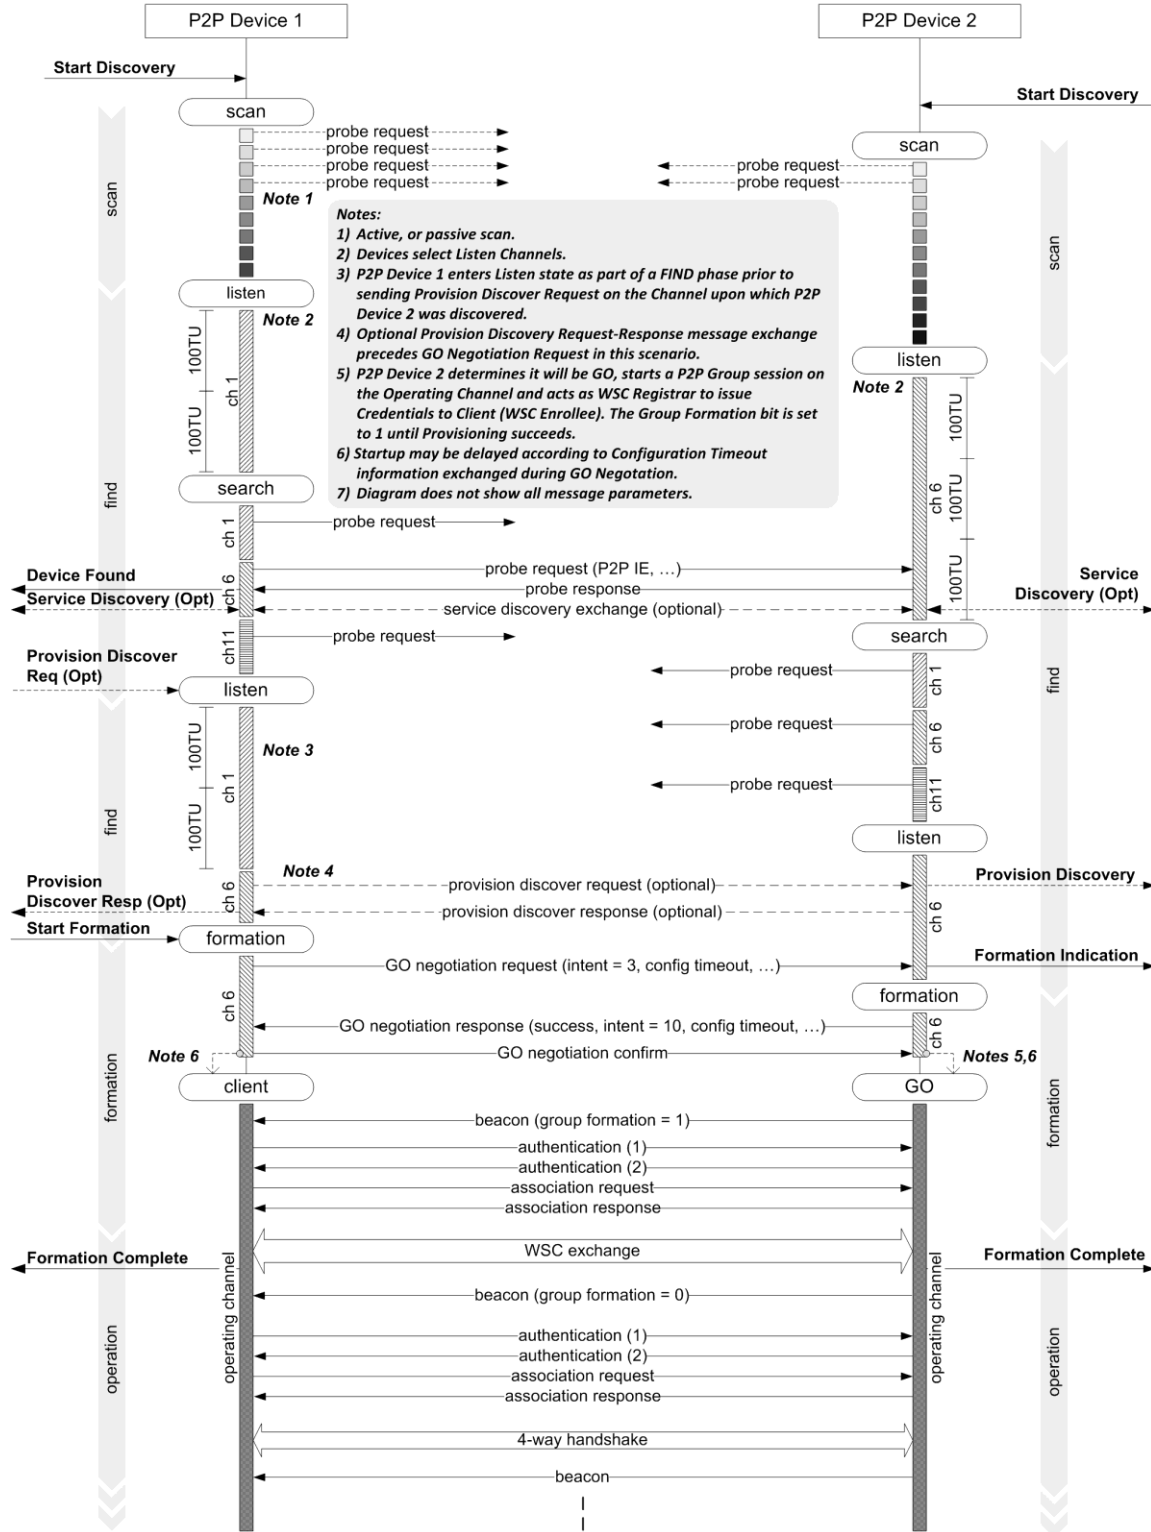 P2P Device 1
P2P Device 2
Start Discovery
Start Discovery
scan
scan
probe request
probe request
probe request
probe request
probe request
probe request
Note 1
scan
scan
Notes:
1) Active, or passive scan.
2) Devices select Listen Channels.
3) P2P Device 1 enters Listen state as part of a FIND phase prior to
sending Provision Discover Request on the Channel upon which P2P
Device 2 was discovered.
4) Optional Provision Discovery Request-Response message exchange
precedes GO Negotiation Request in this scenario.
5) P2P Device 2 determines it will be GO, starts a P2P Group session on
the Operating Channel and acts as WSC Registrar to issue
Credentials to Client (WSC Enrollee). The Group Formation bit is set
to 1 until Provisioning succeeds.
6) Startup may be delayed according to Configuration Timeout
information exchanged during GO Negotation.
7) Diagram does not show all message parameters.
listen
Note 2
100TU
100TU
ch 1
listen
Note 2
100TU
100TU
100TU
ch 6
find
search
ch 1
probe request
ch 6
probe request (P2P IE, …)
Device Found
probe response
Service Discovery (Opt)
service discovery exchange (optional)
Service
Discovery (Opt)
ch11
probe request
search
Provision Discover
Req (Opt)
listen
probe request
ch 1
find
100TU
100TU
ch 1
Note 3
probe request
ch 6
probe request
ch11
find
listen
Note 4
Provision
Discover Resp (Opt)
ch 6
provision discover request (optional)
Provision Discovery
provision discover response (optional)
ch 6
Start Formation
formation
GO negotiation request (intent = 3, config timeout, …)
Formation Indication
ch 6
formation
GO negotiation response (success, intent = 10, config timeout, …)
ch 6
Note 6
GO negotiation confirm
Notes 5,6
client
GO
formation
formation
beacon (group formation = 1)
authentication (1)
authentication (2)
association request
association response
WSC exchange
Formation Complete
Formation Complete
operating channel
operating channel
beacon (group formation = 0)
authentication (1)
authentication (2)
association request
association response
operation
operation
4-way handshake
beacon